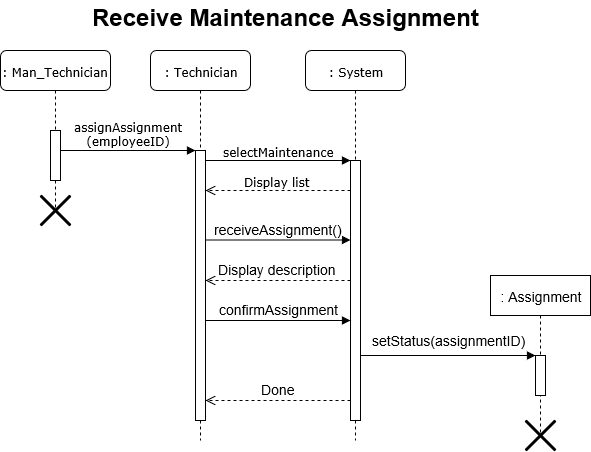 Receive Maintenance Assignment
: Man_Technician
: Technician
: System
assignAssignment
(employeeID)
selectMaintenance
Display list
receiveAssignment()
Display description
: Assignment
confirmAssignment
setStatus(assignmentID)
Done